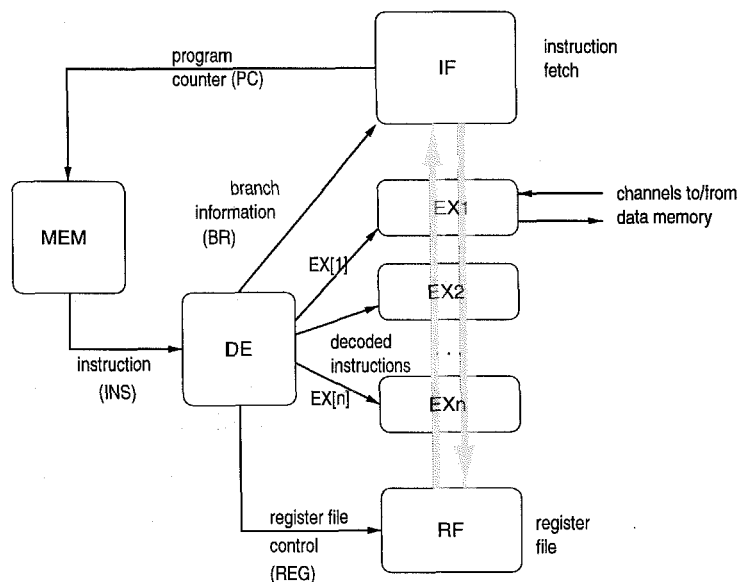 program
counter (PC)
IF
instruction
fetch
MEM
branch
information
(BR)
EX1
channels to/from
data memory
EX[1]
EX2
DE
decoded
instructions
...
instruction
(INS)
EX[n]
EXn
register file
control
(REG)
RF
register
file